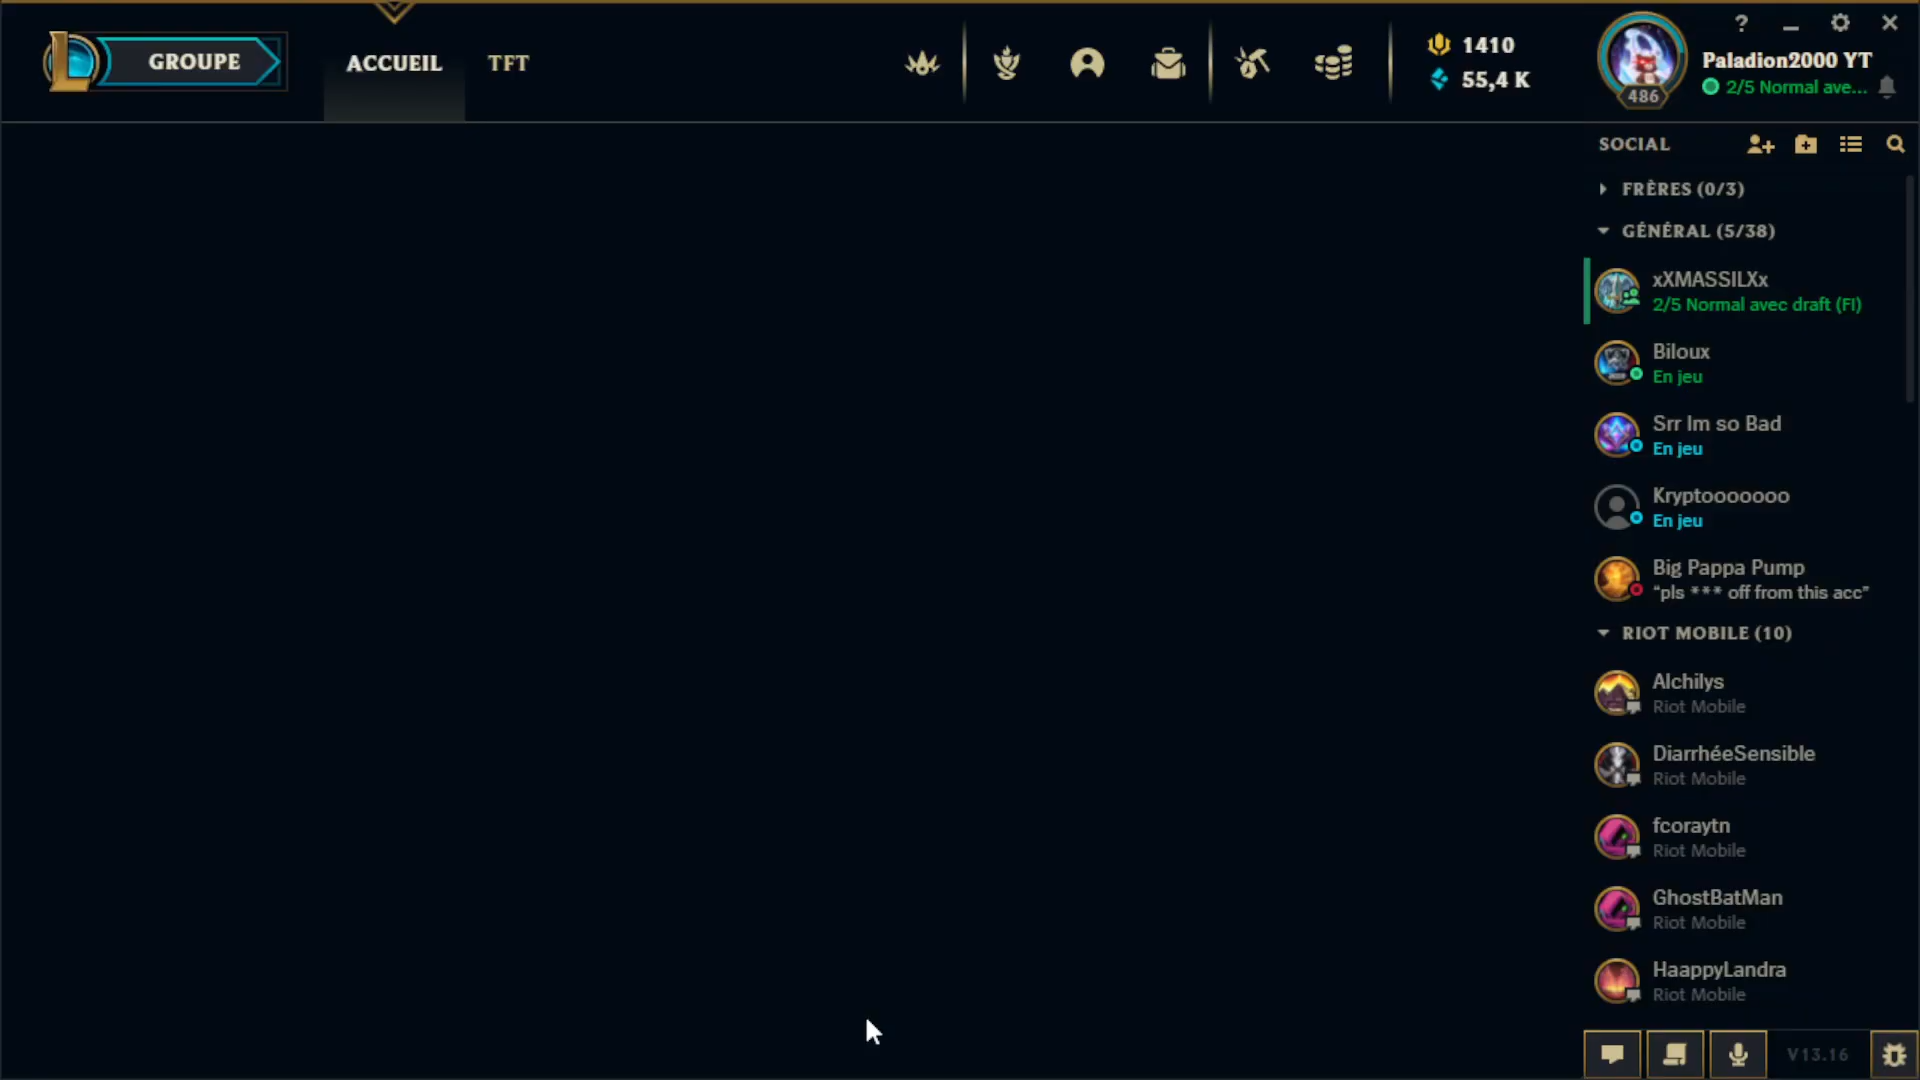 GROUPE
ACCUEIL
TFT
1410
55,4 K
?
Paladion2000 YT
2/5 Normal ave...
486
SOCIAL
FRÈRES (0/3)
GÉNÉRAL (5/38)
xXMASSILXx
2/5 Normal avec draft (FI)
Biloux
En jeu
Srr Im so Bad
En jeu
Kryptooooooo
En jeu
Big Pappa Pump
“pls *** off from this acc”
RIOT MOBILE (10)
Alchilys
Riot Mobile
DiarrhéeSensible
Riot Mobile
fcoraytn
Riot Mobile
GhostBatMan
Riot Mobile
HaappyLandra
Riot Mobile
V13.16